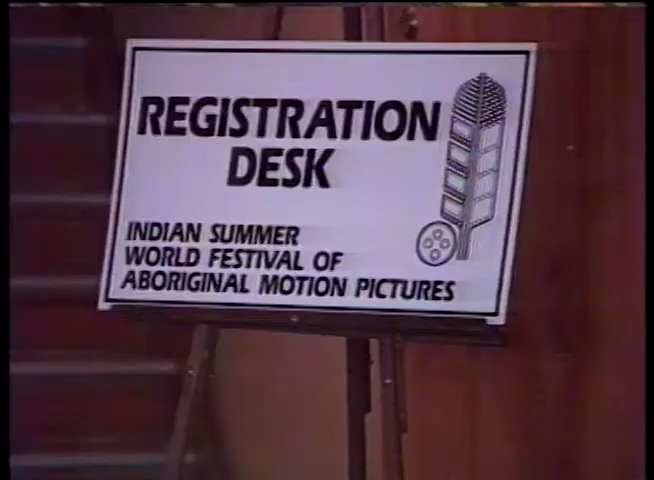 REGISTRATION
DESK
INDIAN SUMMER
WORLD FESTIVAL OF
ABORIGINAL MOTION PICTURES